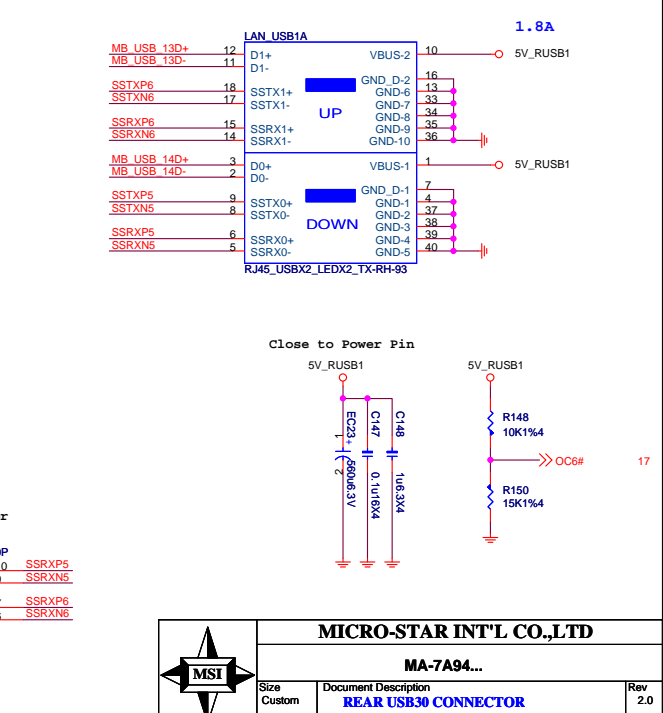 1.8A
LAN_USB1A
MB_USB_13D+ 12 D1+ VBUS-2 10 5V_RUSB1
MB_USB_13D- 11 D1-
GND_D-2 16
SSTXP6 18 SSTX1+ GND-6 13
SSTXN6 17 SSTX1- GND-7 33
UP GND-8 34
SSRXP6 15 SSRX1+ GND-9 35
SSRXN6 14 SSRX1- GND-10 36
MB_USB_14D+ 3 D0+ VBUS-1 1 5V_RUSB1
MB_USB_14D- 2 D0-
GND_D-1 7
SSTXP5 9 SSTX0+ GND-1 4
SSTXN5 8 SSTX0- GND-2 37
DOWN GND-3 38
SSRXP5 6 SSRX0+ GND-4 39
SSRXN5 5 SSRX0- GND-5 40
RJ45_USBX2_LEDX2_TX-RH-93
Close to Power Pin
5V_RUSB1 5V_RUSB1
EC23 + 1 2 560u6.3V
C147 0.1u16X4
C148 1u6.3X4
R148
10K1%4
OC6# 17
R150
15K1%4
r
0P
0 SSRXP5
SSRXN5
SSRXP6
SSRXN6
MICRO-STAR INT'L CO.,LTD
MSI
MA-7A94...
Size Document Description Rev
Custom REAR USB30 CONNECTOR 2.0